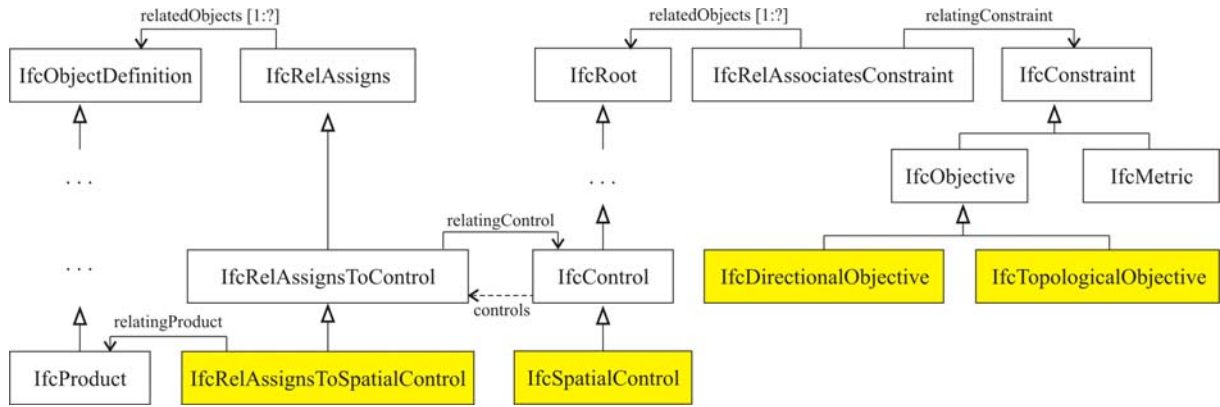 relatedObjects [1:?]
relatedObjects [1:?]
relatingConstraint
IfcObjectDefinition
IfcRelAssigns
IfcRoot
IfcRelAssociatesConstraint
IfcConstraint
. . .
. . .
IfcObjective
IfcMetric
relatingControl
. . .
IfcRelAssignsToControl
IfcControl
IfcDirectionalObjective
IfcTopologicalObjective
controls
relatingProduct
IfcProduct
IfcRelAssignsToSpatialControl
IfcSpatialControl